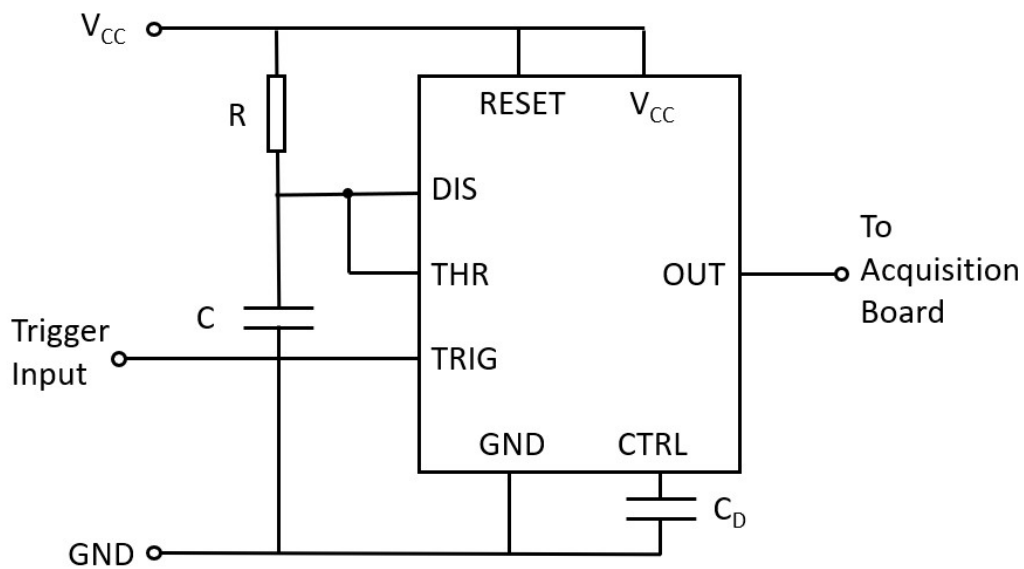 V_CC
RESET
V_CC
R
DIS
THR
OUT
To
Acquisition
Board
C
Trigger
Input
TRIG
GND
CTRL
C_D
GND